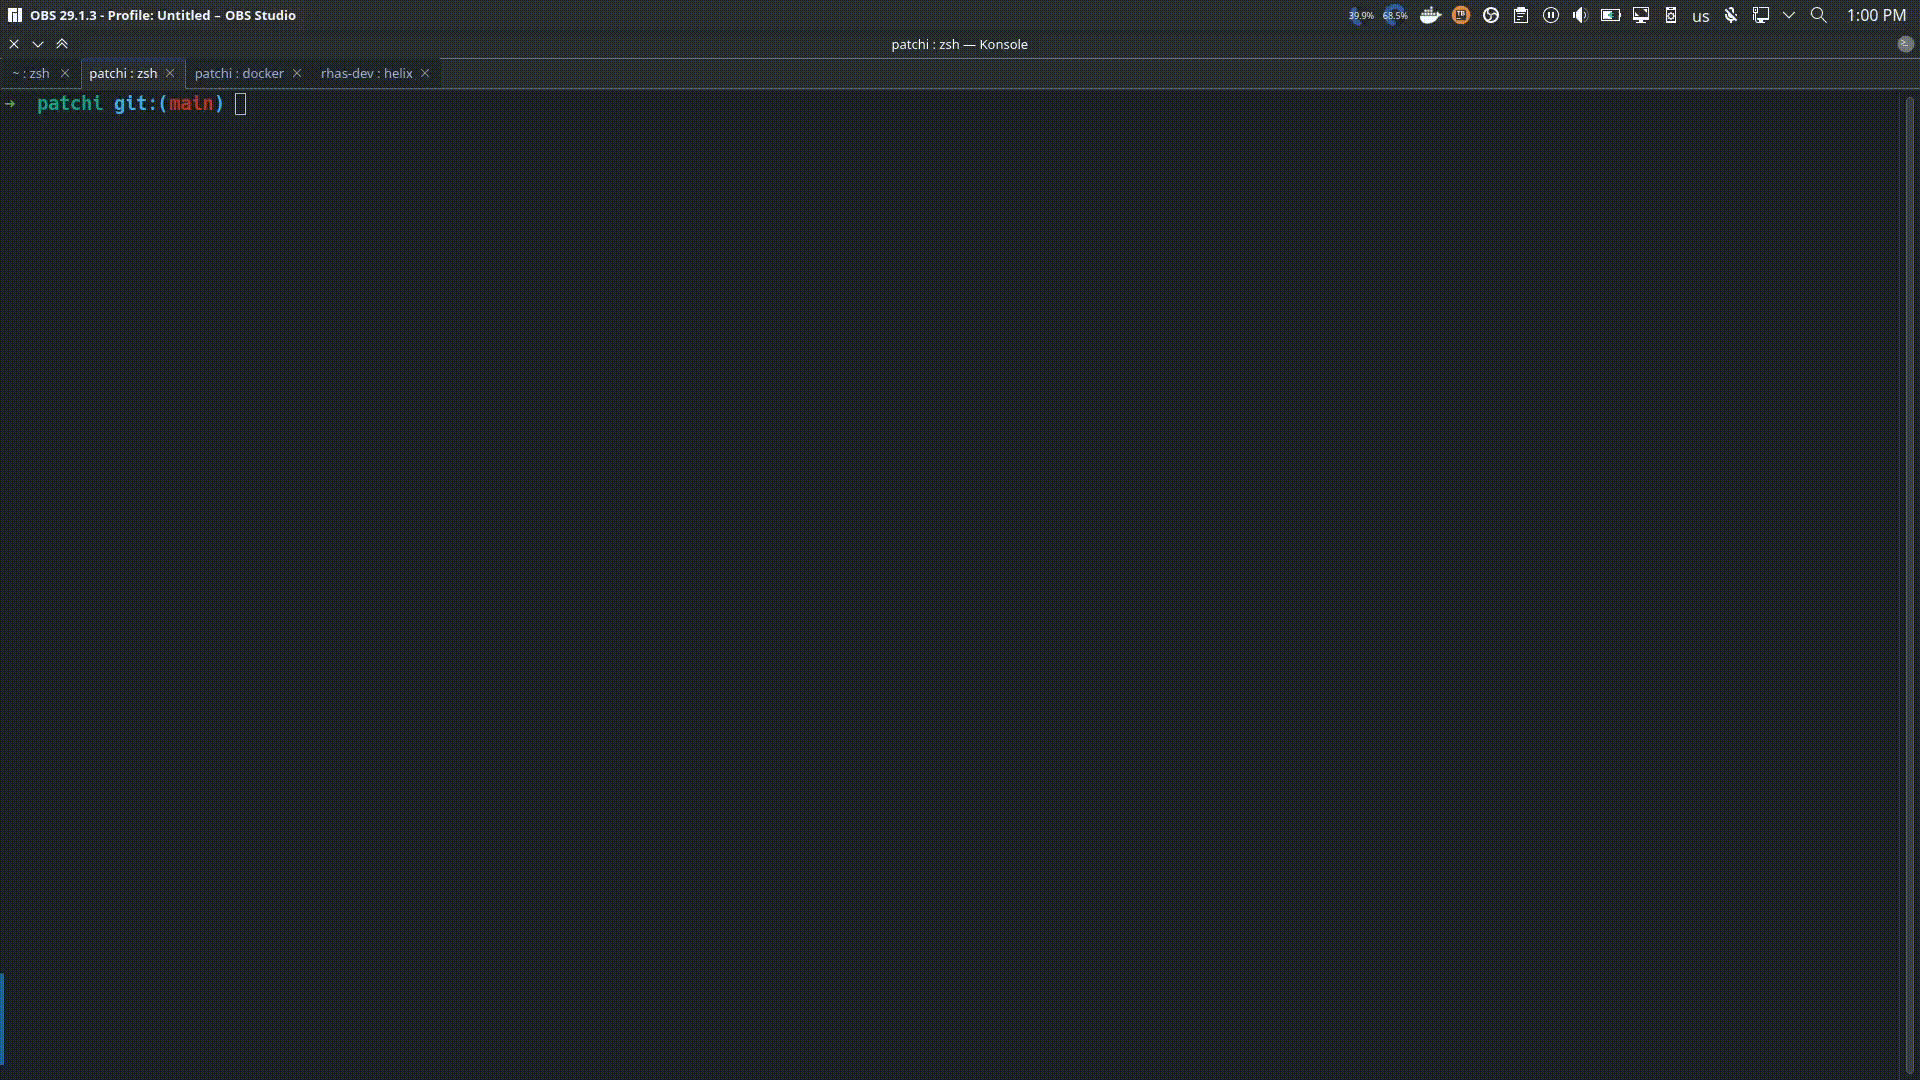 OBS 29.1.3 - Profile: Untitled – OBS Studio 39.9% 68.5% TB us 1:00 PM
patchi : zsh — Konsole
~ : zsh patchi : zsh patchi : docker rhas-dev : helix
➜ patchi git:(main)